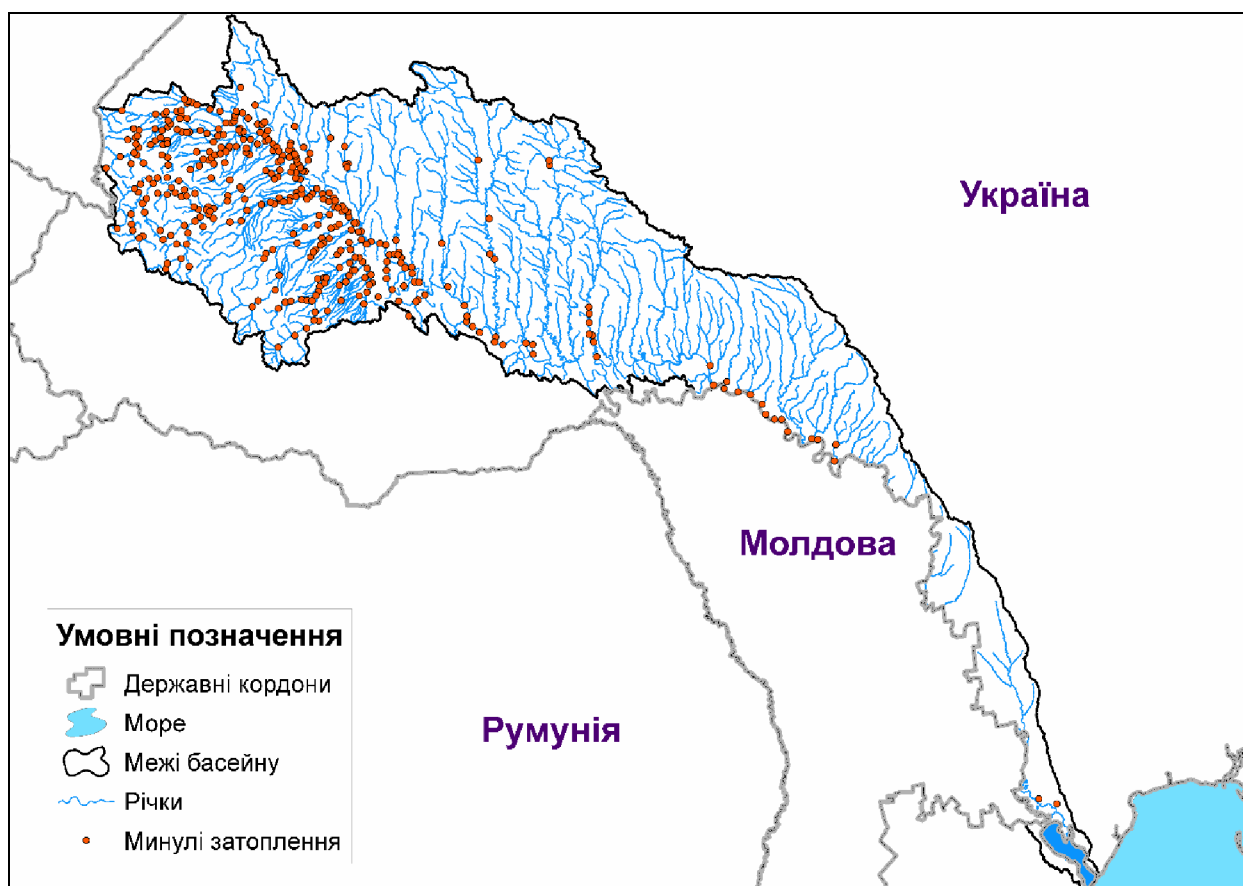 Україна
Молдова
Румунія
Умовні позначення
Державні кордони
Море
Межі басейну
Річки
Минулі затоплення